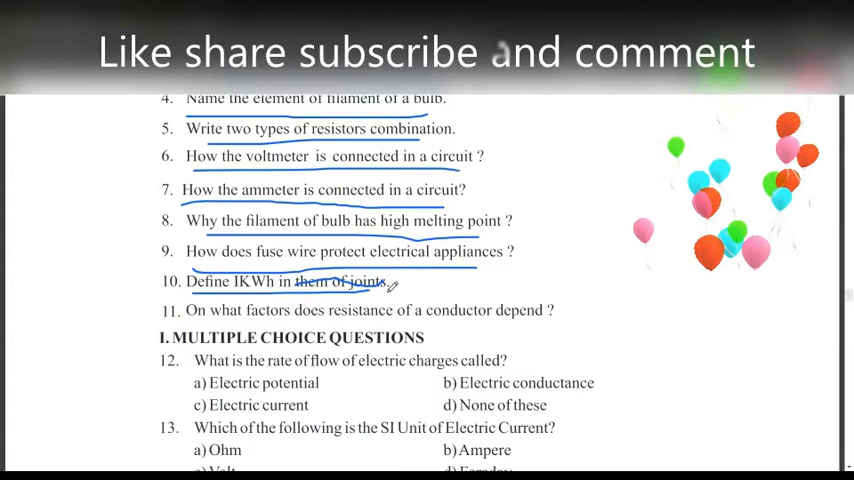 Like share subscribe and comment
4. Name the element of filament of a bulb.
5. Write two types of resistors combination.
6. How the voltmeter is connected in a circuit ?
7. How the ammeter is connected in a circuit?
8. Why the filament of bulb has high melting point ?
9. How does fuse wire protect electrical appliances ?
10. Define IKWh in them of joints.
11. On what factors does resistance of a conductor depend ?
I. MULTIPLE CHOICE QUESTIONS
12. What is the rate of flow of electric charges called?
a) Electric potential b) Electric conductance
c) Electric current d) None of these
13. Which of the following is the SI Unit of Electric Current?
a) Ohm b) Ampere
c) Volt d) Faraday